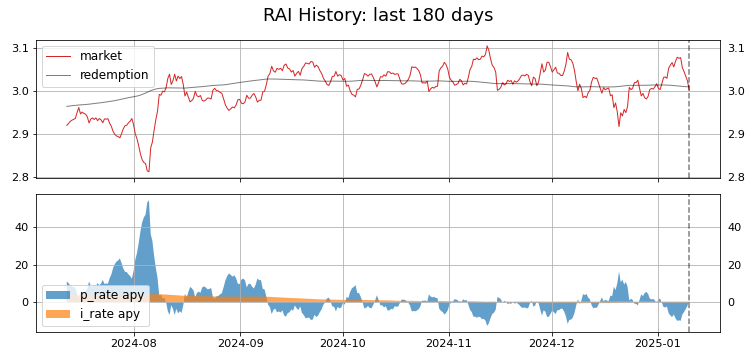 RAI History: last 180 days
3.1
3.0
2.9
2.8
market
redemption
3.1
3.0
2.9
2.8
40
20
0
p_rate apy
i_rate apy
40
20
0
2024-08 2024-09 2024-10 2024-11 2024-12 2025-01